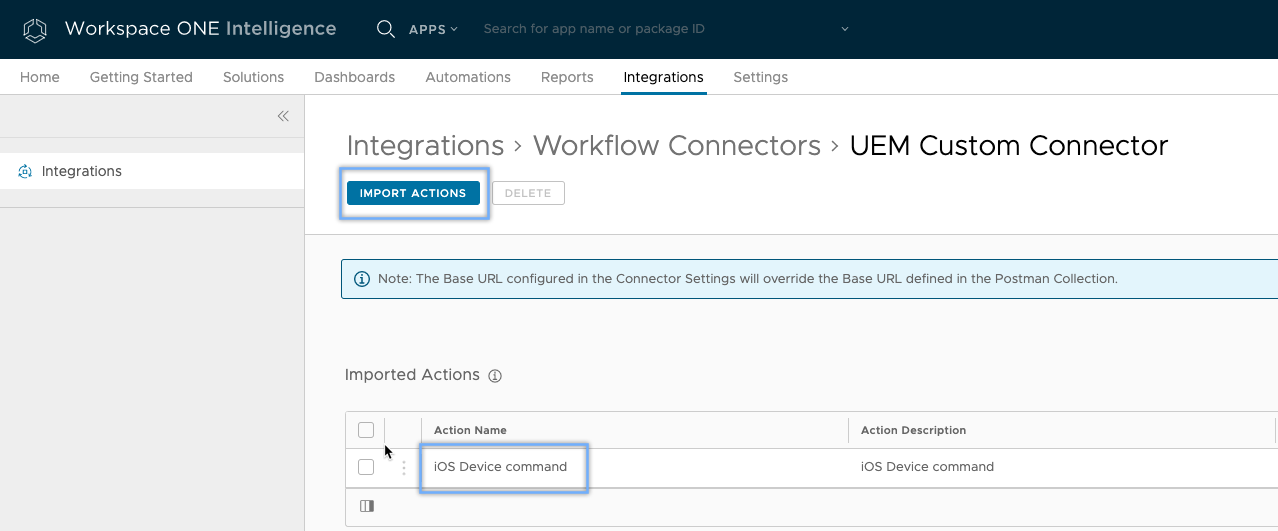 Workspace ONE Intelligence APPS Search for app name or package ID
Home Getting Started Solutions Dashboards Automations Reports Integrations Settings
Integrations
Integrations > Workflow Connectors > UEM Custom Connector
IMPORT ACTIONS DELETE
Note: The Base URL configured in the Connector Settings will override the Base URL defined in the Postman Collection.
Imported Actions
Action Name Action Description
iOS Device command iOS Device command